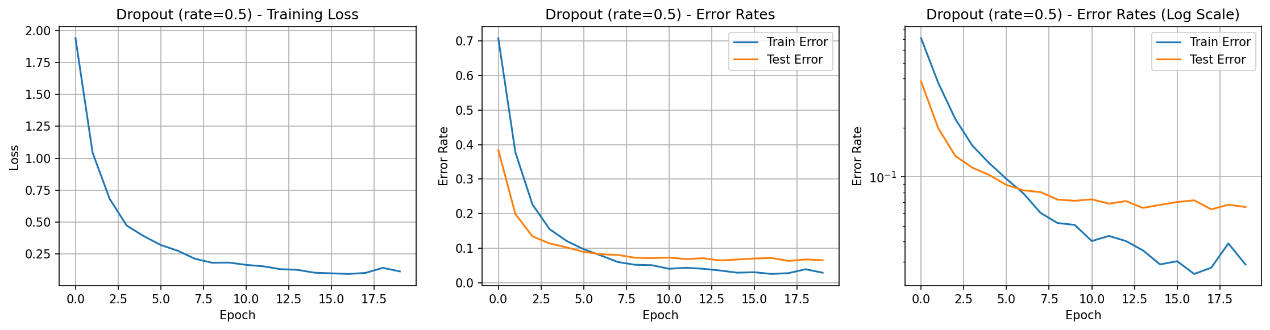 Dropout (rate=0.5) - Training Loss
2.00
1.75
1.50
1.25
1.00
0.75
0.50
0.25
Loss
0.0 2.5 5.0 7.5 10.0 12.5 15.0 17.5
Epoch
Dropout (rate=0.5) - Error Rates
Train Error
Test Error
0.7
0.6
0.5
0.4
0.3
0.2
0.1
0.0
Error Rate
0.0 2.5 5.0 7.5 10.0 12.5 15.0 17.5
Epoch
Dropout (rate=0.5) - Error Rates (Log Scale)
Train Error
Test Error
10⁻¹
Error Rate
0.0 2.5 5.0 7.5 10.0 12.5 15.0 17.5
Epoch